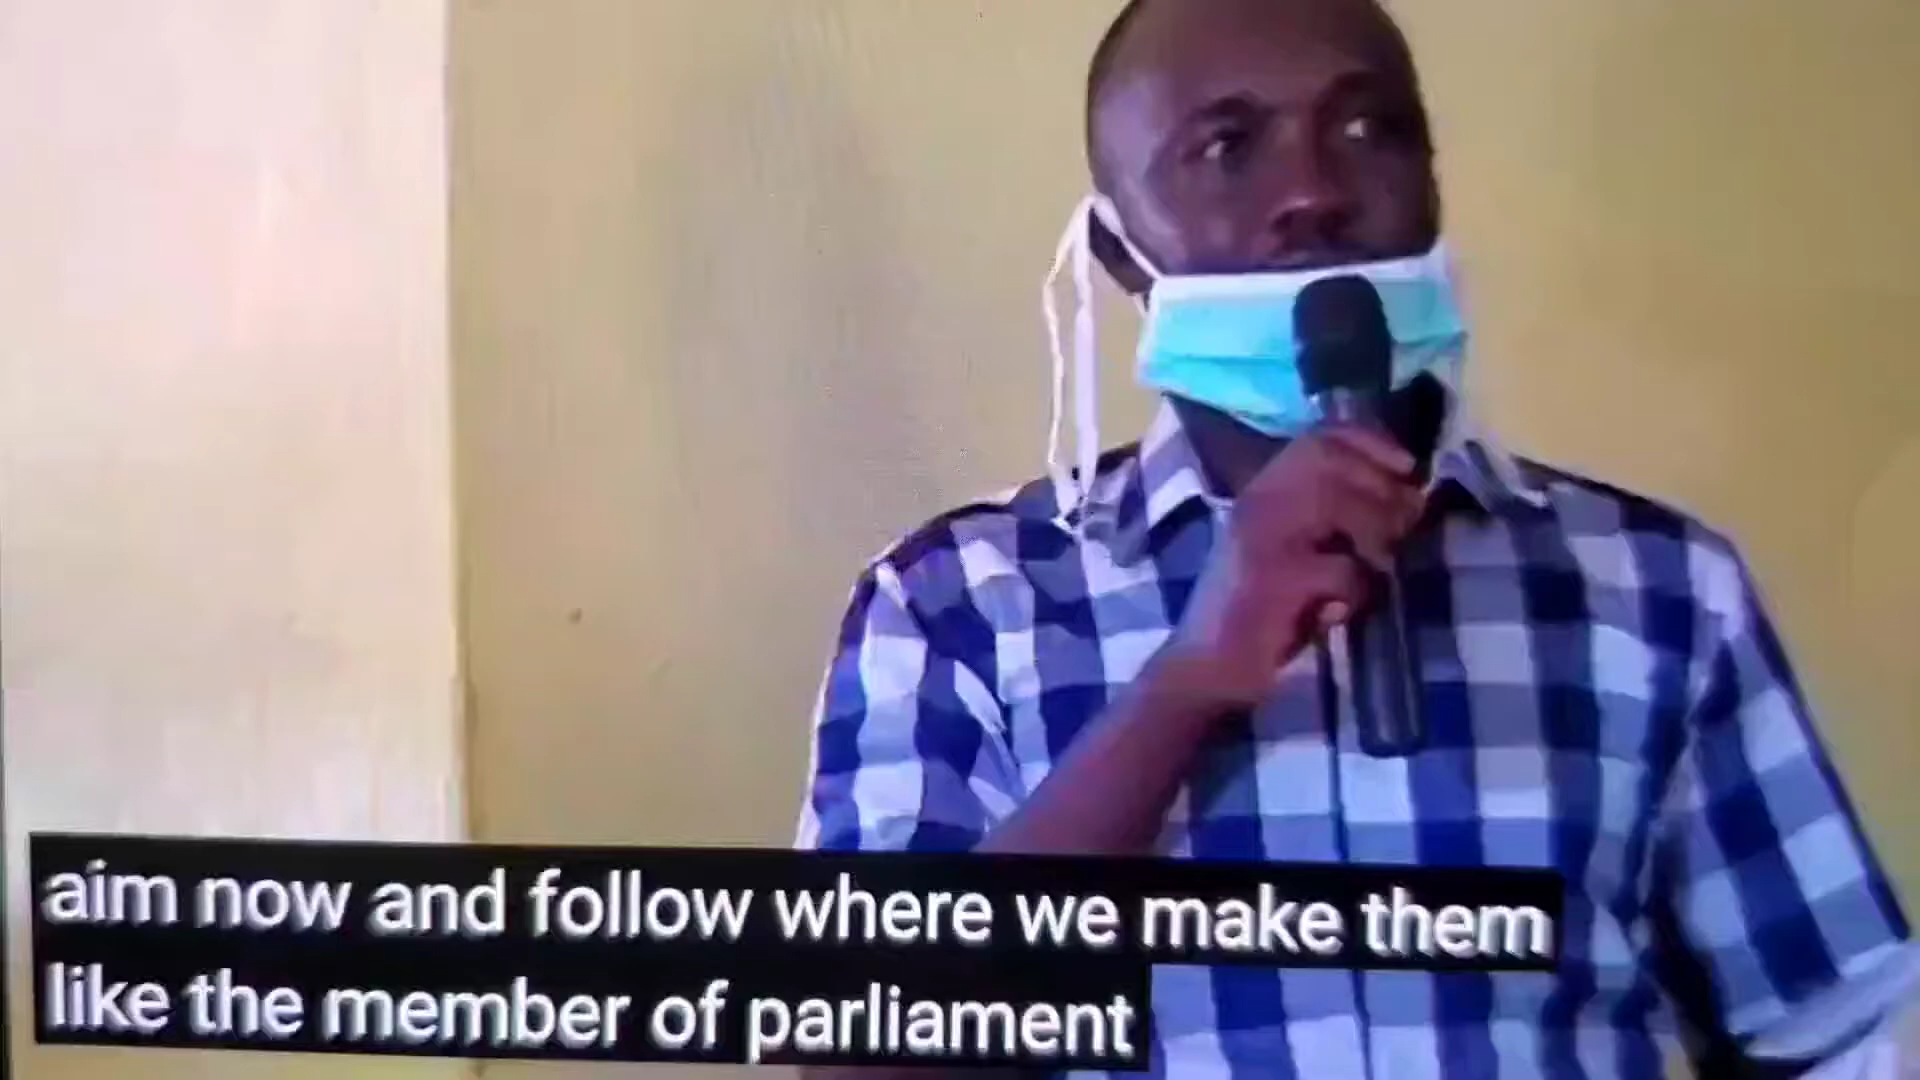 aim now and follow where we make them
like the member of parliament